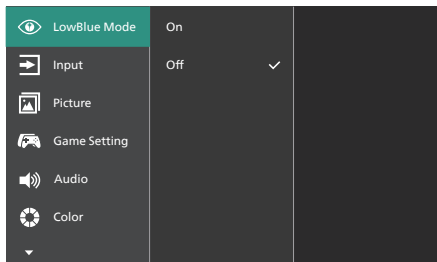 LowBlue Mode
On
Input
Off
Picture
Game Setting
Audio
Color